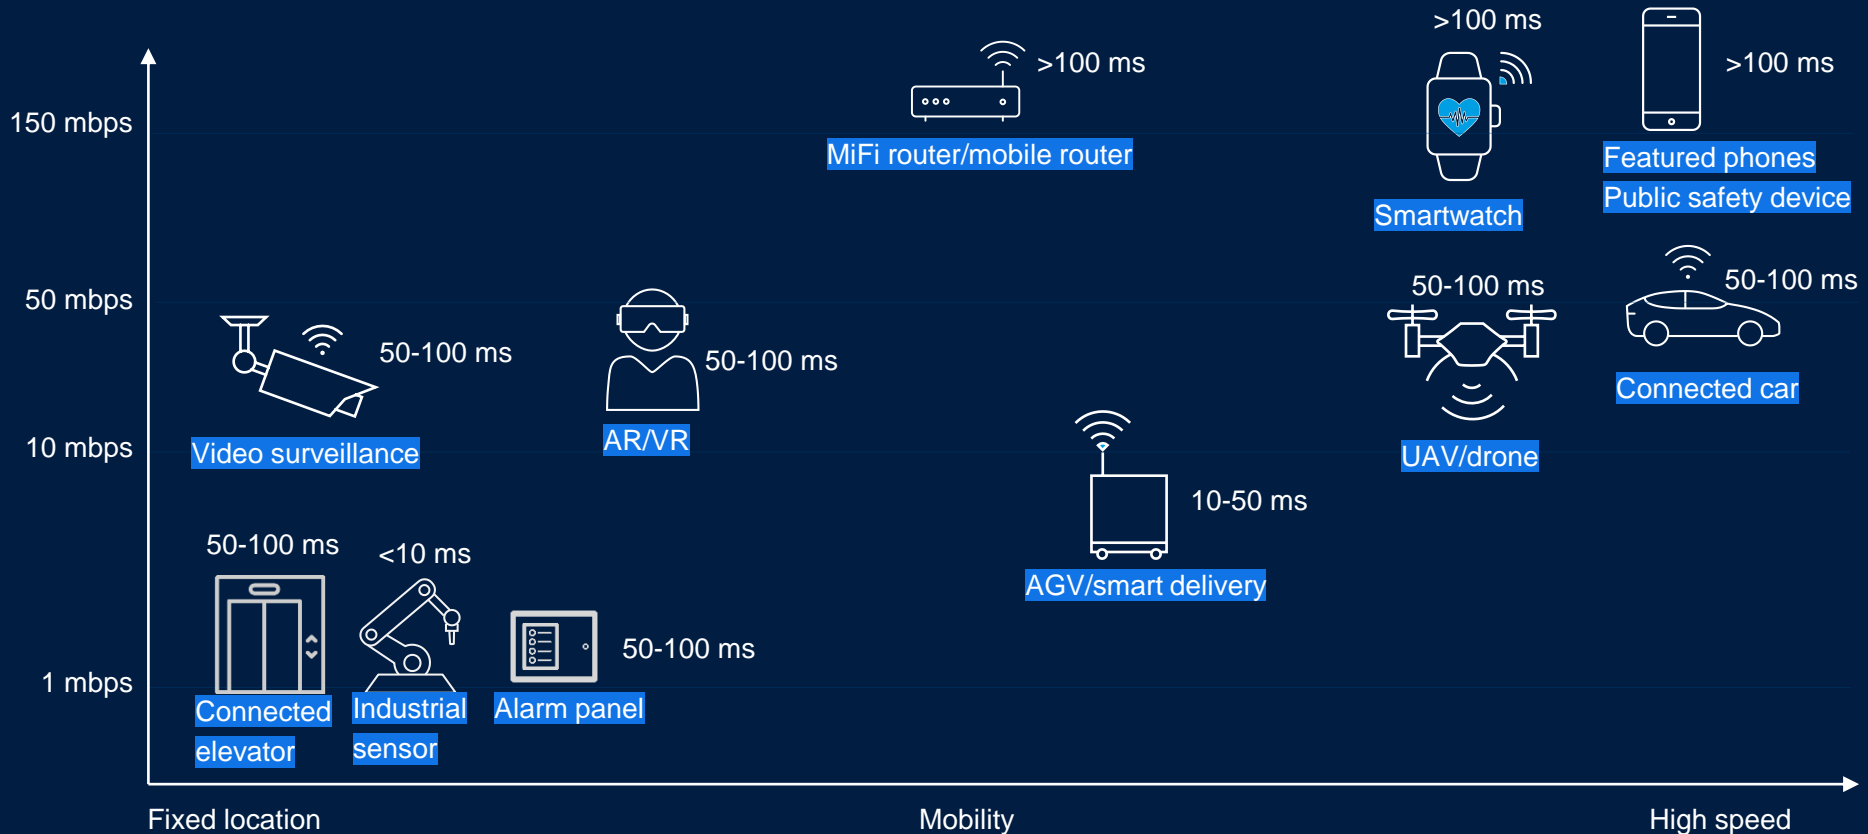 >100 ms
>100 ms
>100 ms
150 mbps
MiFi router/mobile router
Featured phones
Public safety device
Smartwatch
50 mbps
50-100 ms
50-100 ms
50-100 ms
50-100 ms
Connected car
10 mbps
Video surveillance
AR/VR
UAV/drone
10-50 ms
50-100 ms
<10 ms
AGV/smart delivery
50-100 ms
1 mbps
Connected
elevator
Industrial
sensor
Alarm panel
Fixed location
Mobility
High speed